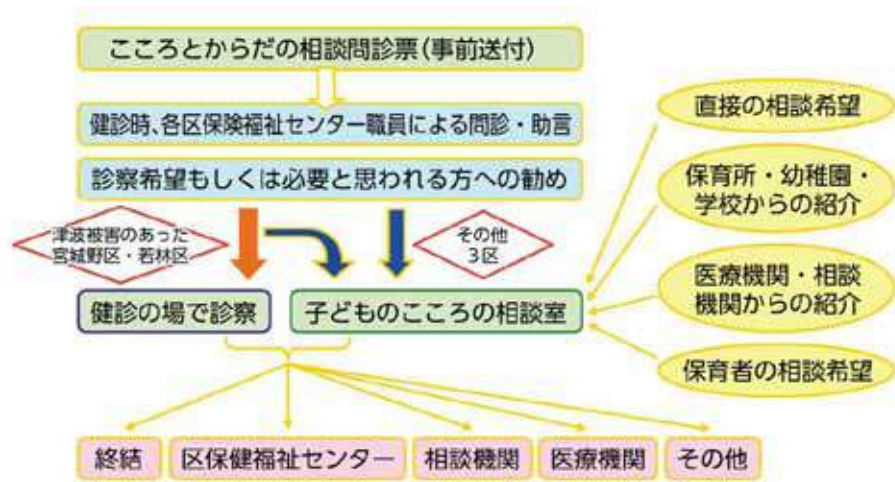 こころとからだの相談問診票(事前送付)
健診時、各区保険福祉センター職員による問診・助言
診察希望もしくは必要と思われる方への勧め
津波被害のあった
宮城野区・若林区
その他
3区
健診の場で診察
子どものこころの相談室
直接の相談希望
保育所・幼稚園・
学校からの紹介
医療機関・相談
機関からの紹介
保育者の相談希望
終結
区保健福祉センター
相談機関
医療機関
その他